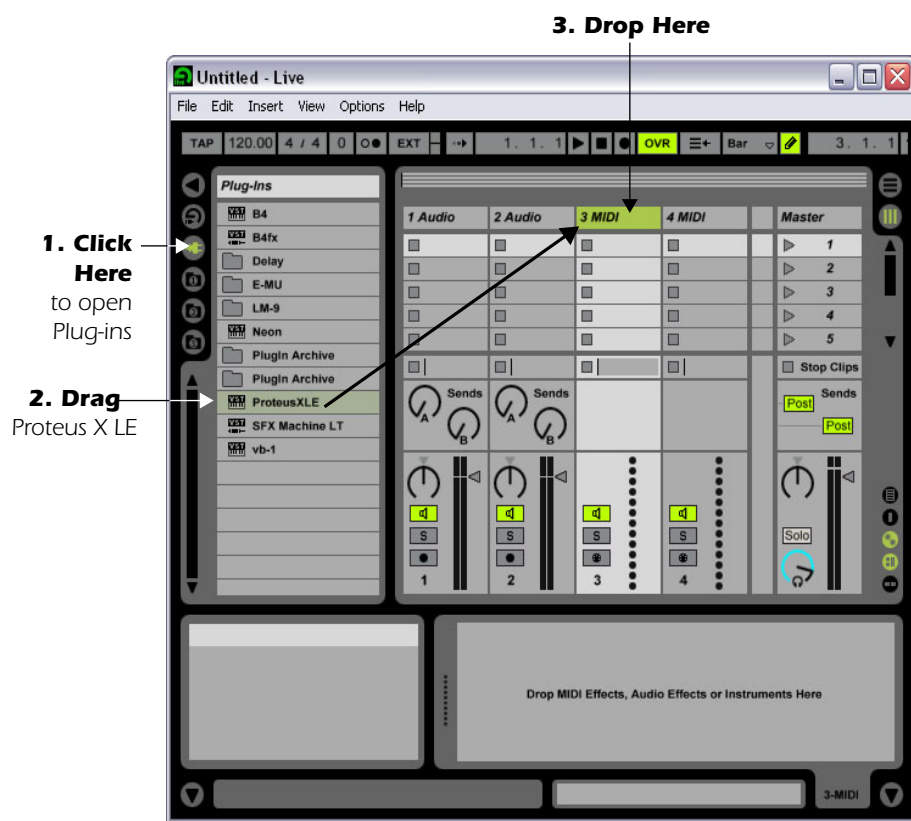 3. Drop Here
Untitled - Live
File Edit Insert View Options Help
TAP 120.00 4 / 4 0 EXT 1. 1. 1 OVR Bar 3. 1. 1
Plug-Ins
B4
B4fx
Delay
E-MU
LM-9
Neon
PlugIn Archive
PlugIn Archive
ProteusXLE
SFX Machine LT
vb-1
1. Click
Here
to open
Plug-ins
2. Drag
Proteus X LE
1 Audio 2 Audio 3 MIDI 4 MIDI Master
1
2
3
4
5
Stop Clips
Sends Sends Sends
A B A B Post Post
S S S S Solo
1 2 3 4
Drop MIDI Effects, Audio Effects or Instruments Here
3-MIDI